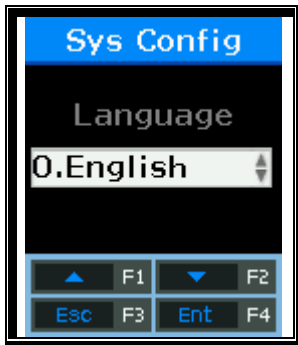 Sys Config
Language
0.English
F1 F2
Esc F3 Ent F4